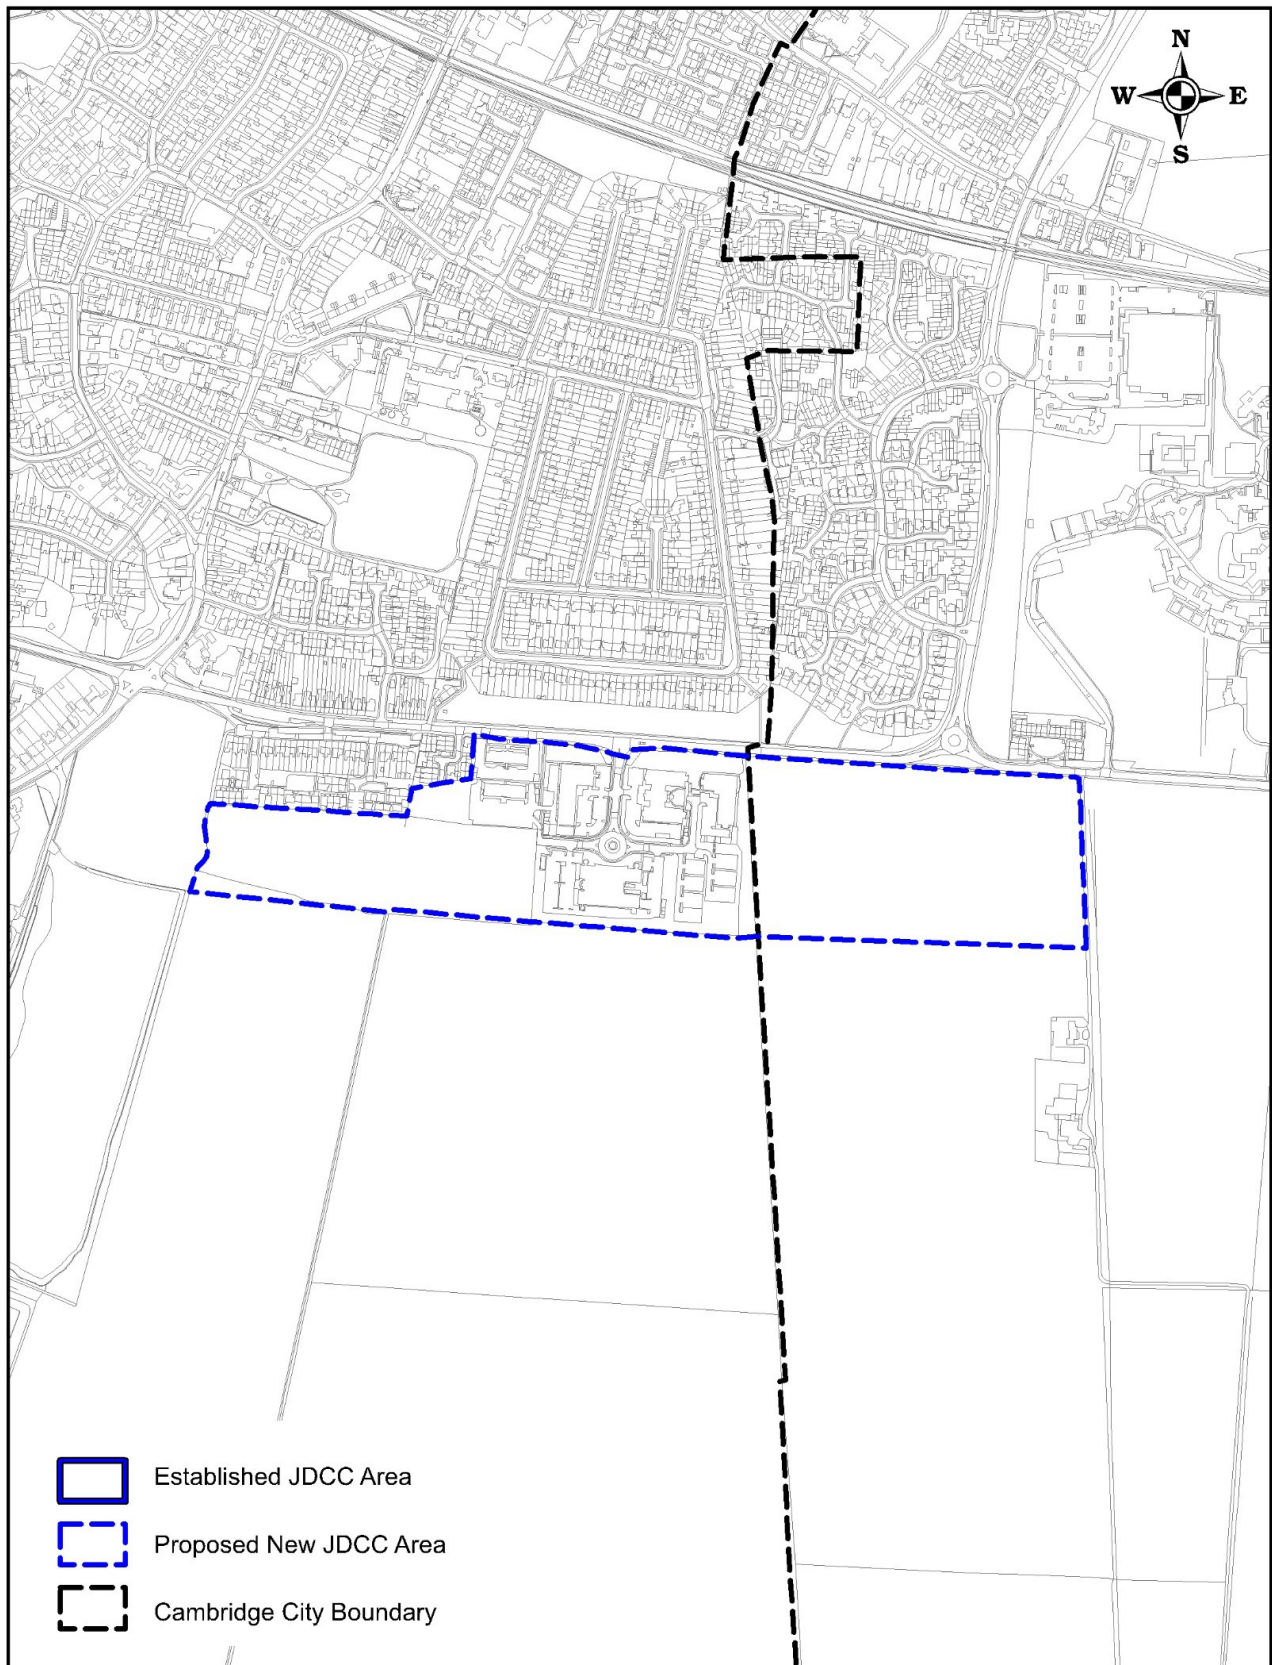 N
W E
S
Established JDCC Area
Proposed New JDCC Area
Cambridge City Boundary